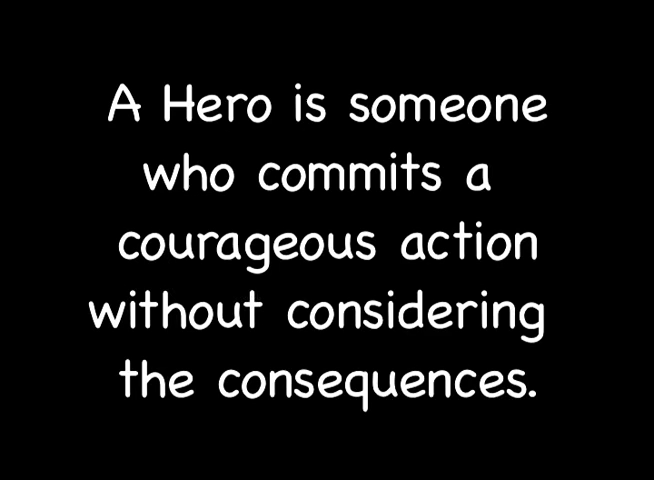 A Hero is someone
who commits a
courageous action
without considering
the consequences.